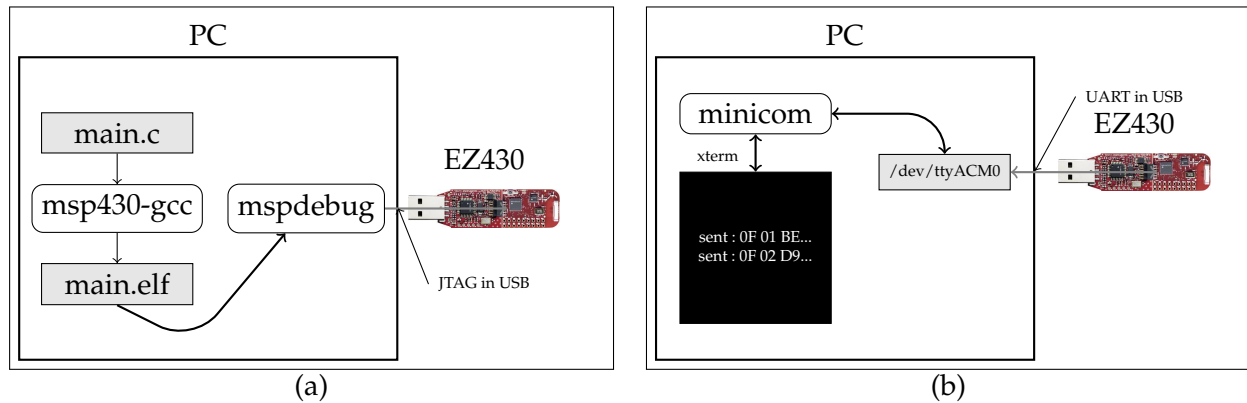 PC
main.c
msp430-gcc
main.elf
mspdebug
EZ430
JTAG in USB
(a)
PC
minicom
xterm
sent : 0F 01 BE...
sent : 0F 02 D9...
/dev/ttyACM0
UART in USB
EZ430
(b)